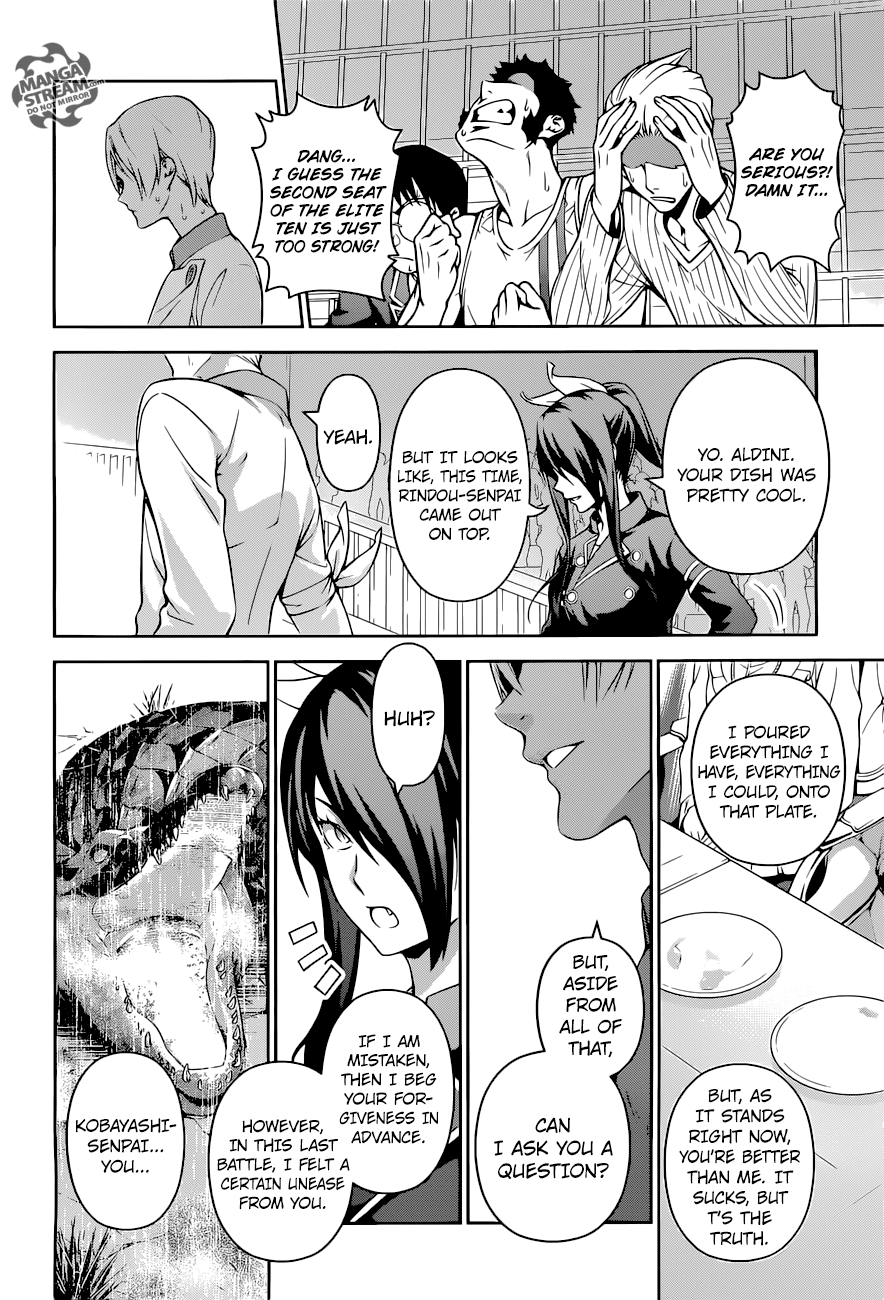 MANGA
STREAM.com
DO NOT MIRROR
ARE YOU
SERIOUS?!
DAMN IT...
DANG...
I GUESS THE
SECOND SEAT
OF THE ELITE
TEN IS JUST
TOO STRONG!
YO. ALDINI.
YOUR DISH WAS
PRETTY COOL.
BUT IT LOOKS
LIKE, THIS TIME,
RINDOU-SENPAI
CAME OUT
ON TOP.
YEAH.
I POURED
EVERYTHING I
HAVE, EVERYTHING
I COULD, ONTO
THAT PLATE.
BUT, AS
IT STANDS
RIGHT NOW,
YOU'RE BETTER
THAN ME. IT
SUCKS, BUT
T'S THE
TRUTH.
BUT,
ASIDE
FROM
ALL OF
THAT,
CAN
I ASK YOU A
QUESTION?
HUH?
IF I AM
MISTAKEN,
THEN I BEG
YOUR FOR-
GIVENESS IN
ADVANCE.
HOWEVER,
IN THIS LAST
BATTLE, I FELT A
CERTAIN UNEASE
FROM YOU.
KOBAYASHI-
SENPAI...
YOU...